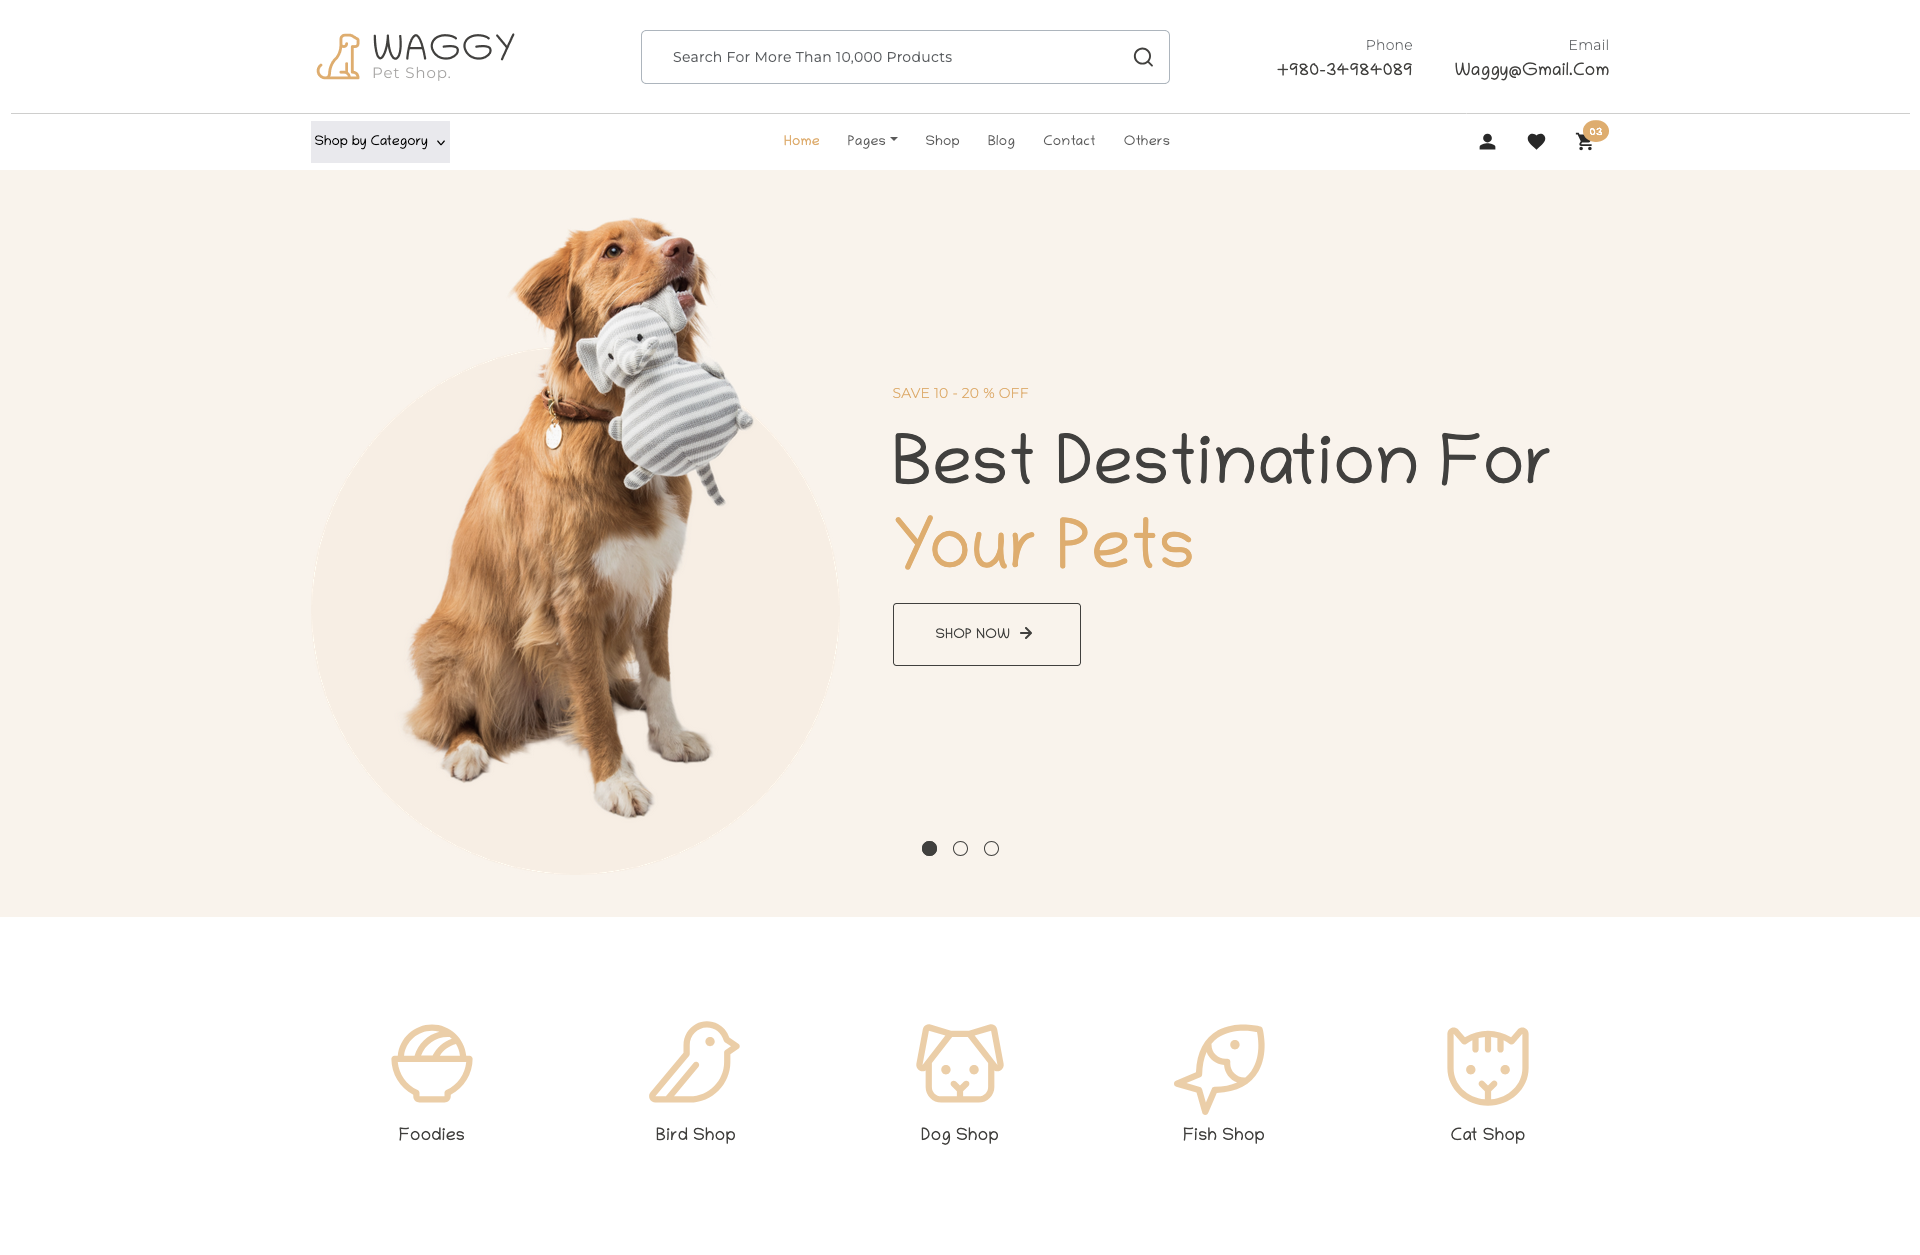 WAGGY
Pet Shop.
Search For More Than 10,000 Products
Phone
+980-34984089
Email
Waggy@Gmail.Com
Shop by Category
Home Pages Shop Blog Contact Others
03
SAVE 10 - 20 % OFF
Best Destination For
Your Pets
SHOP NOW
Foodies
Bird Shop
Dog Shop
Fish Shop
Cat Shop